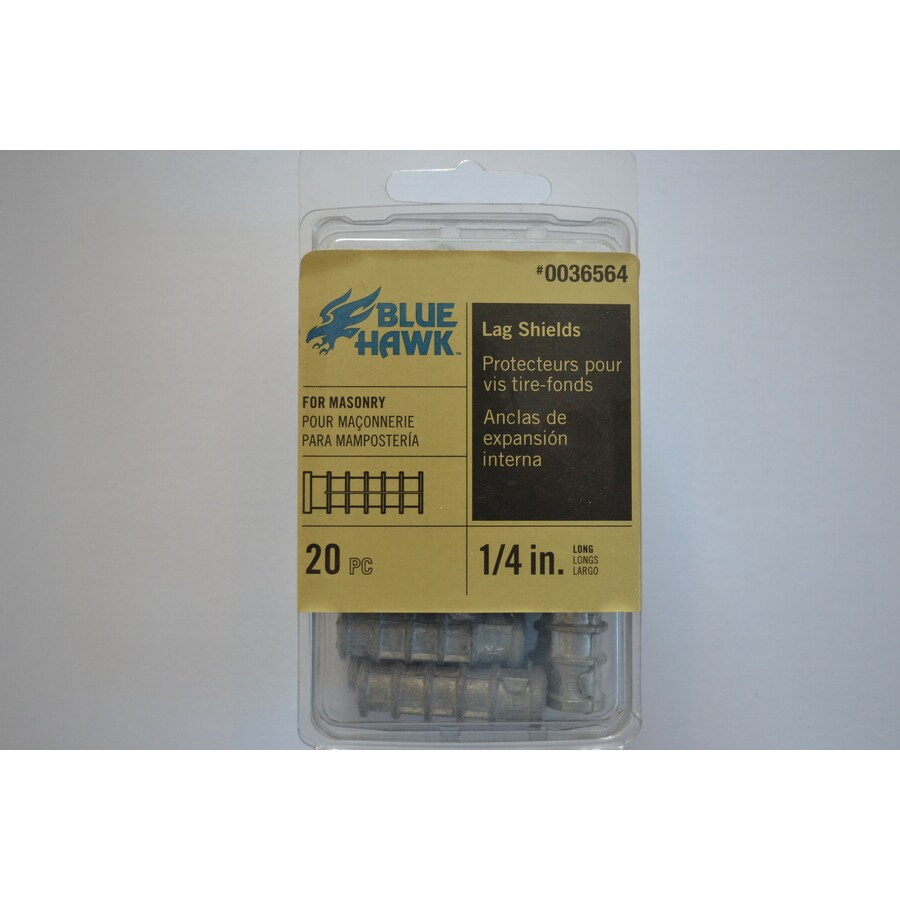 #0036564
BLUE
HAWK™
FOR MASONRY
POUR MAÇONNERIE
PARA MAMPOSTERÍA
Lag Shields
Protecteurs pour
vis tire-fonds
Anclas de
expansión
interna
20 PC
1/4 in.
LONG
LONGS
LARGO